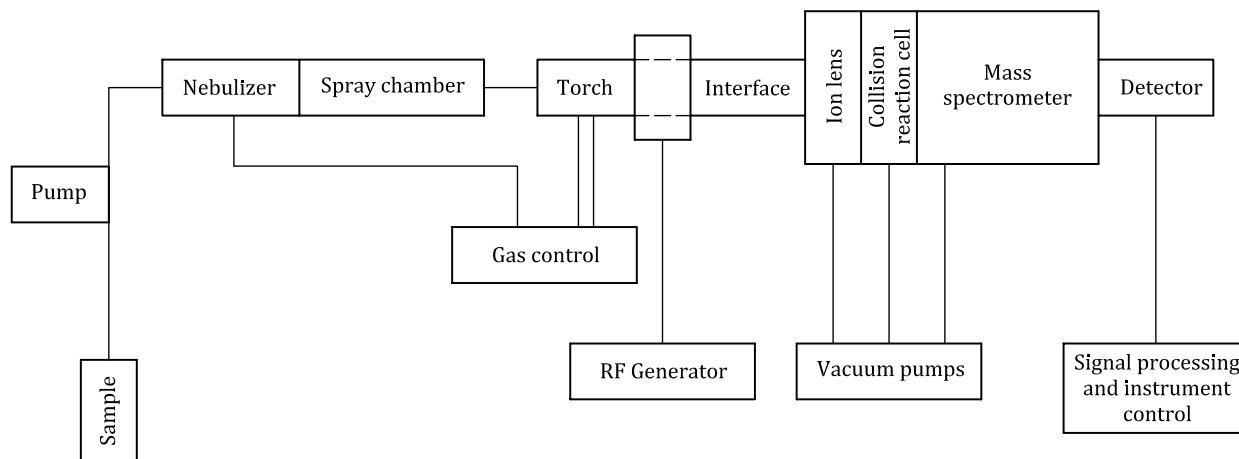 Nebulizer
Spray chamber
Torch
Interface
Ion lens
Collision
reaction cell
Mass
spectrometer
Detector
Pump
Gas control
RF Generator
Vacuum pumps
Signal processing
and instrument
control
Sample